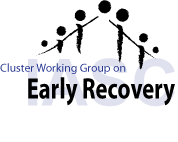 Cluster Working Group on
IASC
Early Recovery